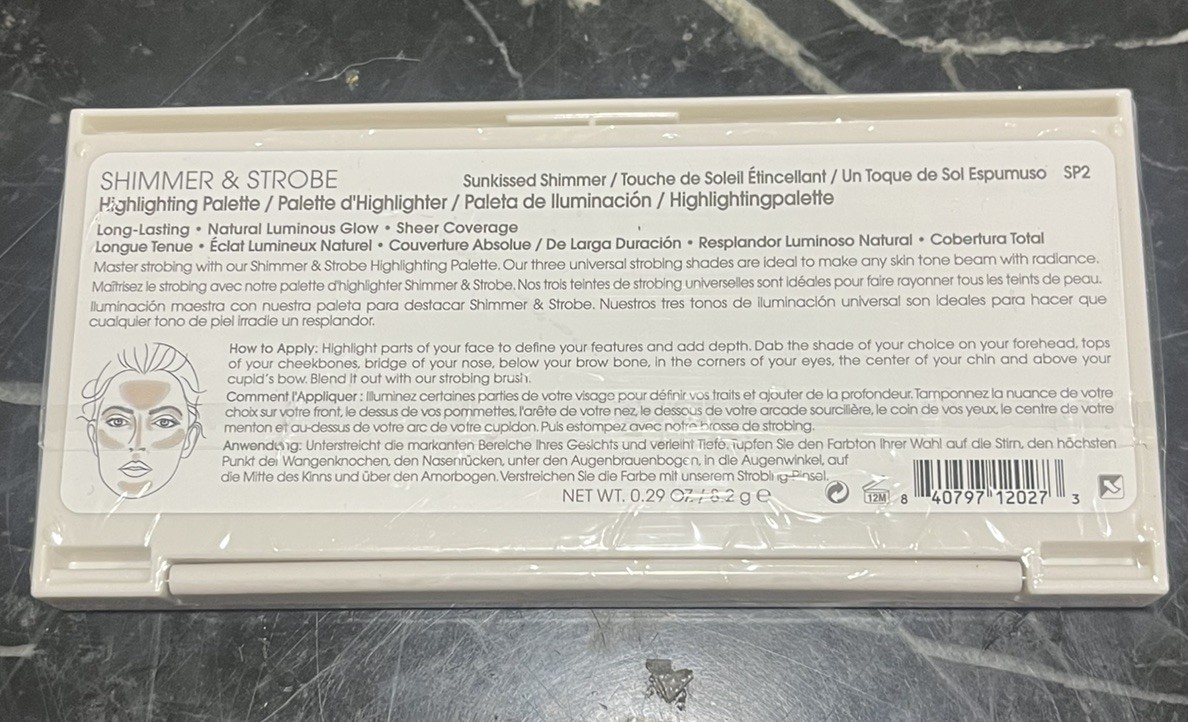 SHIMMER & STROBE Sunkissed Shimmer / Touche de Soleil Étincellant / Un Toque de Sol Espumuso SP2
Highlighting Palette / Palette d'Highlighter / Paleta de Iluminación / Highlightingpalette
Long-Lasting • Natural Luminous Glow • Sheer Coverage
Longue Tenue • Éclat Lumineux Naturel • Couverture Absolue / De Larga Duración • Resplandor Luminoso Natural • Cobertura Total
Master strobing with our Shimmer & Strobe Highlighting Palette. Our three universal strobing shades are ideal to make any skin tone beam with radiance.
Maîtrisez le strobing avec notre palette d'highlighter Shimmer & Strobe. Nos trois teintes de strobing universelles sont idéales pour faire rayonner tous les teints de peau.
Iluminación maestra con nuestra paleta para destacar Shimmer & Strobe. Nuestros tres tonos de iluminación universal son ideales para hacer que
cualquier tono de piel irradie un resplandor.
How to Apply: Highlight parts of your face to define your features and add depth. Dab the shade of your choice on your forehead, tops
of your cheekbones, bridge of your nose, below your brow bone, in the corners of your eyes, the center of your chin and above your
cupid's bow. Blend it out with our strobing brush.
Comment l'Appliquer : Illuminez certaines parties de votre visage pour définir vos traits et ajouter de la profondeur. Tamponnez la nuance de votre
choix sur votre front, le dessus de vos pommettes, l'arête de votre nez, le dessous de votre arcade sourcilière, le coin de vos yeux, le centre de votre
menton et au-dessus de votre arc de votre cupidon. Puis estompez avec notre brosse de strobing.
Anwendung: Unterstreicht die markanten Bereiche Ihres Gesichts und verleiht Tiefe. Tupfen Sie den Farbton Ihrer Wahl auf die Stirn, den höchsten
Punkt der Wangenknochen, den Nasenrücken, unter den Augenbrauenbogen, in die Augenwinkel, auf
die Mitte des Kinns und über den Amorbogen. Verstreichen Sie die Farbe mit unserem Strobing-Pinsel.
NET WT. 0.29 OZ. / 8.2 g e 12M 8 40797 12027 3